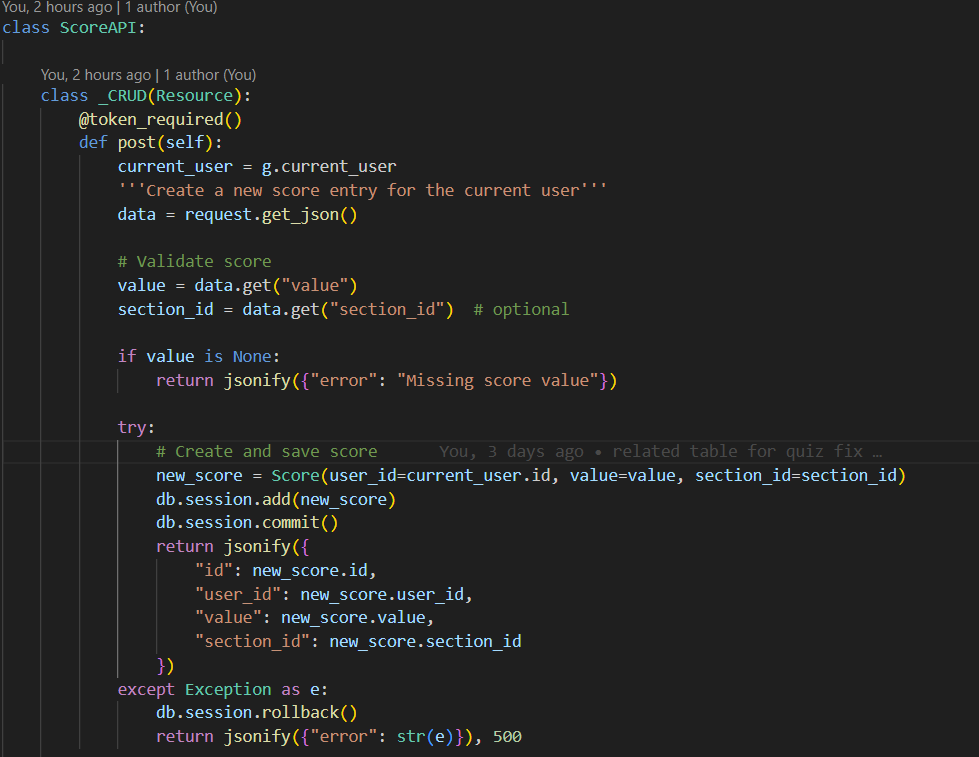 You, 2 hours ago | 1 author (You)
class ScoreAPI:
You, 2 hours ago | 1 author (You)
class _CRUD(Resource):
@token_required()
def post(self):
current_user = g.current_user
'''Create a new score entry for the current user'''
data = request.get_json()
# Validate score
value = data.get("value")
section_id = data.get("section_id")  # optional
if value is None:
return jsonify({"error": "Missing score value"})
try:
# Create and save score You, 3 days ago • related table for quiz fix …
new_score = Score(user_id=current_user.id, value=value, section_id=section_id)
db.session.add(new_score)
db.session.commit()
return jsonify({
"id": new_score.id,
"user_id": new_score.user_id,
"value": new_score.value,
"section_id": new_score.section_id
})
except Exception as e:
db.session.rollback()
return jsonify({"error": str(e)}), 500